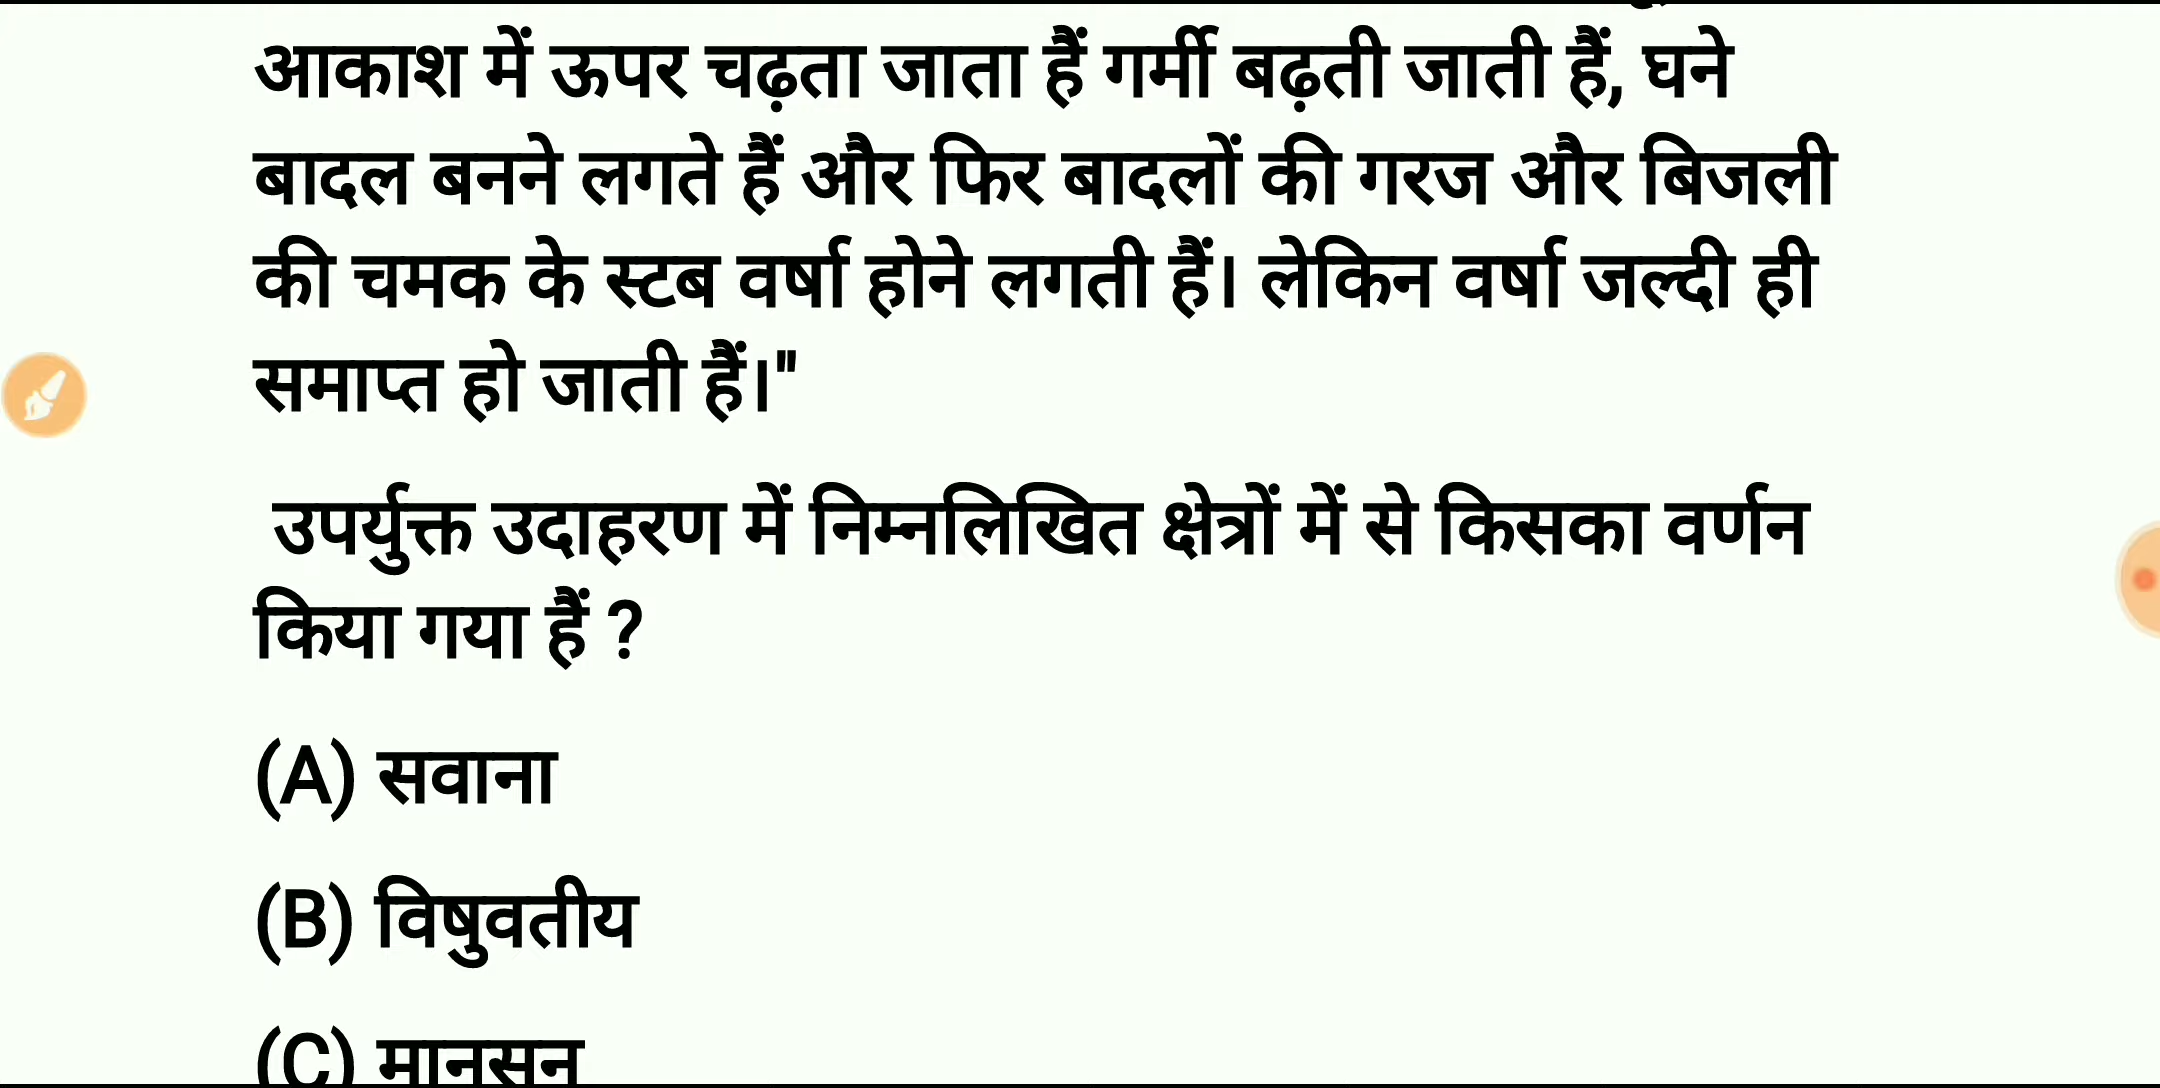 आकाश में ऊपर चढ़ता जाता हैं गर्मी बढ़ती जाती हैं, घने
बादल बनने लगते हैं और फिर बादलों की गरज और बिजली
की चमक के स्टब वर्षा होने लगती हैं। लेकिन वर्षा जल्दी ही
समाप्त हो जाती हैं।"
उपर्युक्त उदाहरण में निम्नलिखित क्षेत्रों में से किसका वर्णन
किया गया हैं ?
(A) सवाना
(B) विषुवतीय
(C)